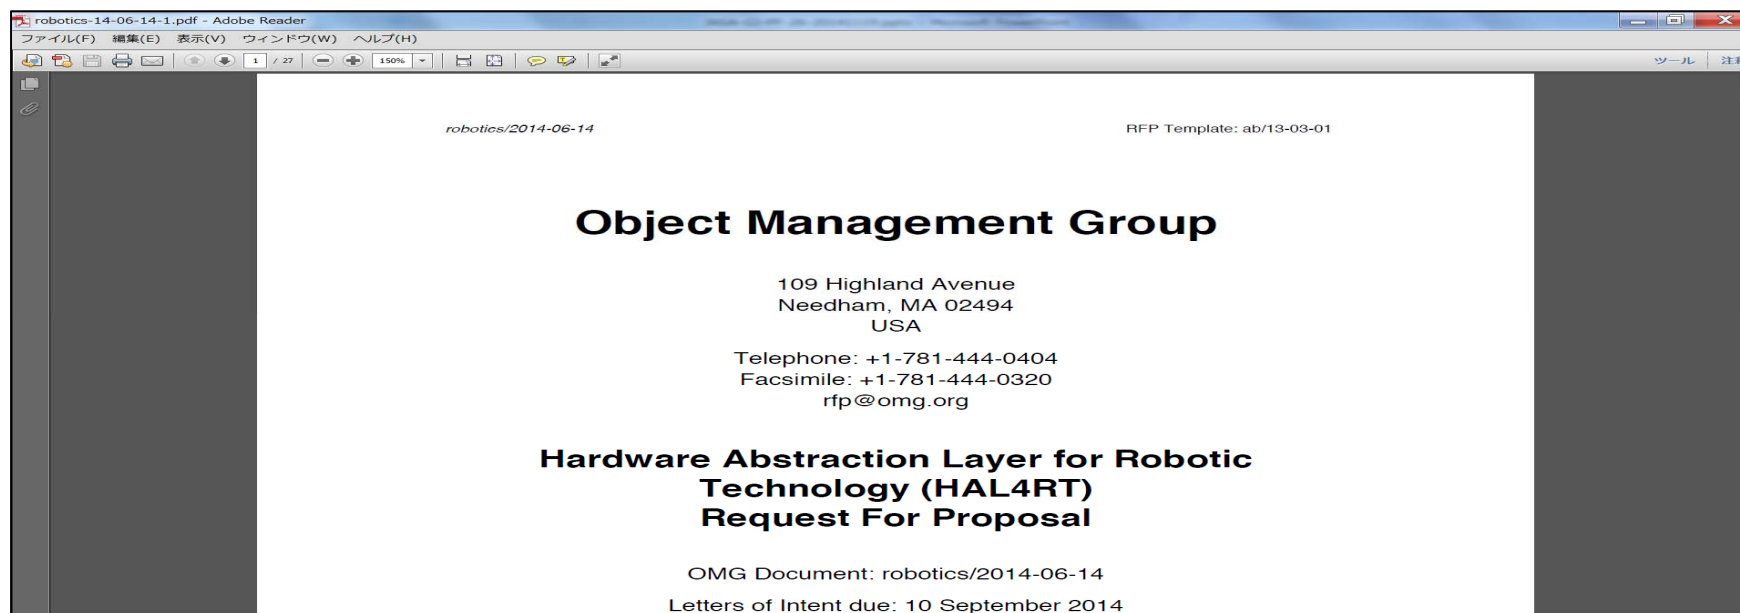 robotics-14-06-14-1.pdf - Adobe Reader
ファイル(F) 編集(E) 表示(V) ウィンドウ(W) ヘルプ(H)
1 / 27 150% ツール
robotics/2014-06-14 RFP Template: ab/13-03-01
Object Management Group
109 Highland Avenue
Needham, MA 02494
USA
Telephone: +1-781-444-0404
Facsimile: +1-781-444-0320
rfp@omg.org
Hardware Abstraction Layer for Robotic
Technology (HAL4RT)
Request For Proposal
OMG Document: robotics/2014-06-14
Letters of Intent due: 10 September 2014